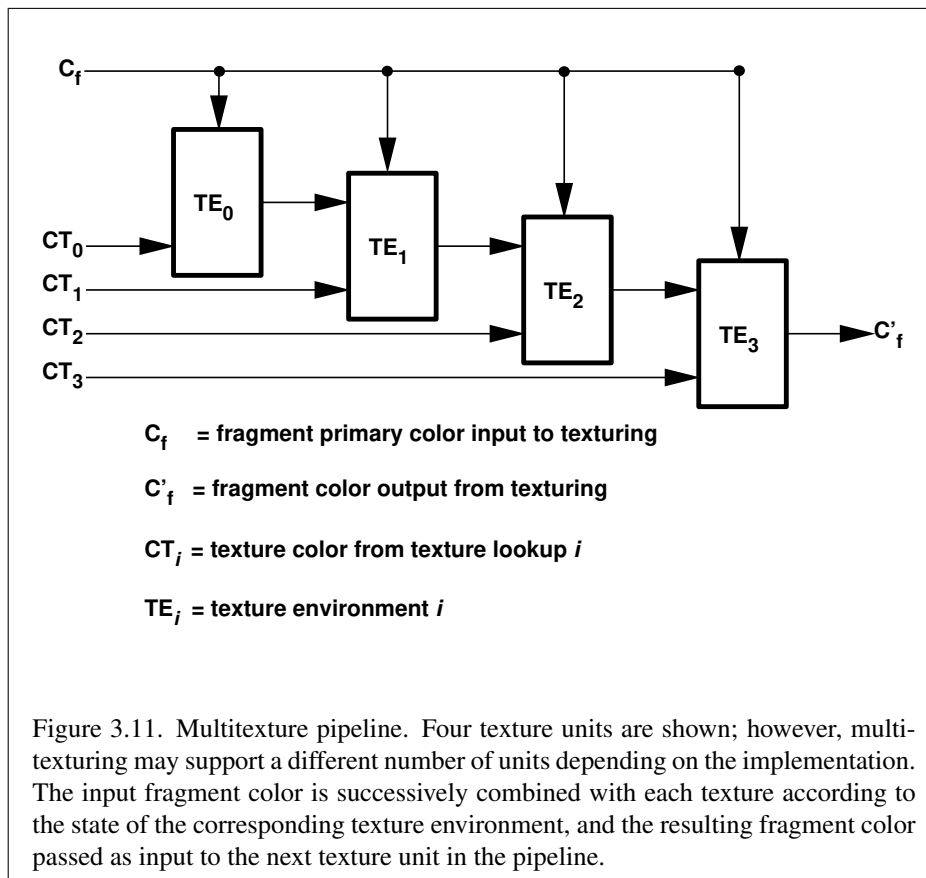 C_f
TE_0
CT_0
TE_1
CT_1
TE_2
CT_2
TE_3
C'_f
CT_3
C_f = fragment primary color input to texturing
C'_f = fragment color output from texturing
CT_i = texture color from texture lookup i
TE_i = texture environment i
Figure 3.11. Multitexture pipeline. Four texture units are shown; however, multi-
texturing may support a different number of units depending on the implementation.
The input fragment color is successively combined with each texture according to
the state of the corresponding texture environment, and the resulting fragment color
passed as input to the next texture unit in the pipeline.